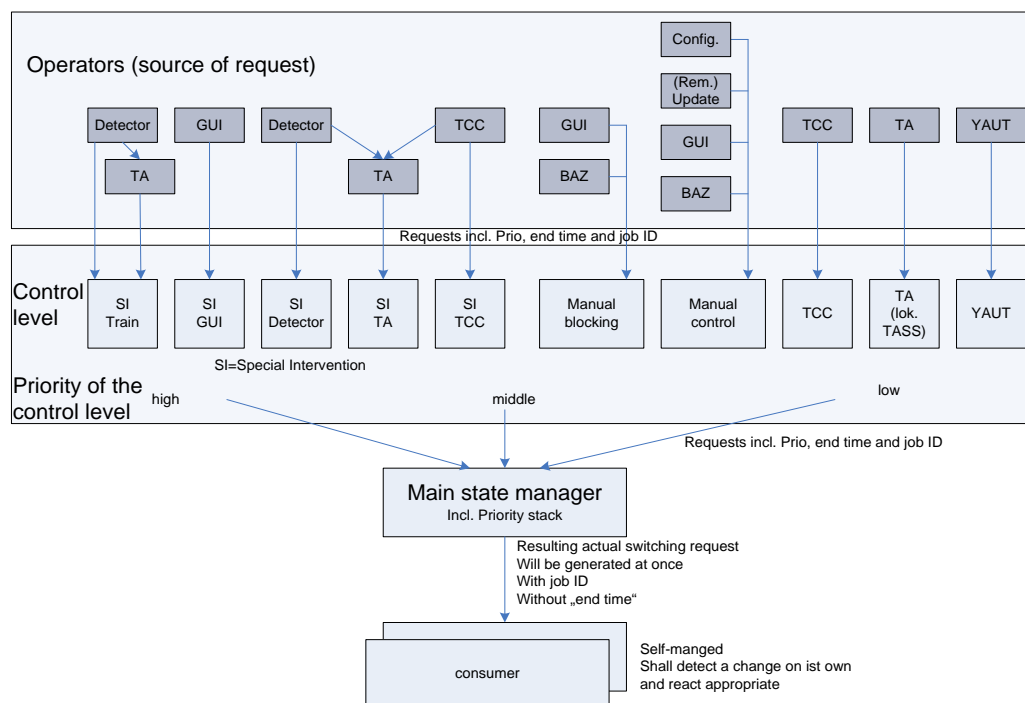 Operators (source of request)
Config.
(Rem.)
Update
Detector
GUI
Detector
TCC
GUI
GUI
TCC
TA
YAUT
TA
TA
BAZ
BAZ
Requests incl. Prio, end time and job ID
Control
level
SI
Train
SI
GUI
SI
Detector
SI
TA
SI
TCC
Manual
blocking
Manual
control
TCC
TA
(lok.
TASS)
YAUT
SI=Special Intervention
Priority of the
control level
high
middle
low
Requests incl. Prio, end time and job ID
Main state manager
Incl. Priority stack
Resulting actual switching request
Will be generated at once
With job ID
Without „end time“
consumer
Self-manged
Shall detect a change on ist own
and react appropriate